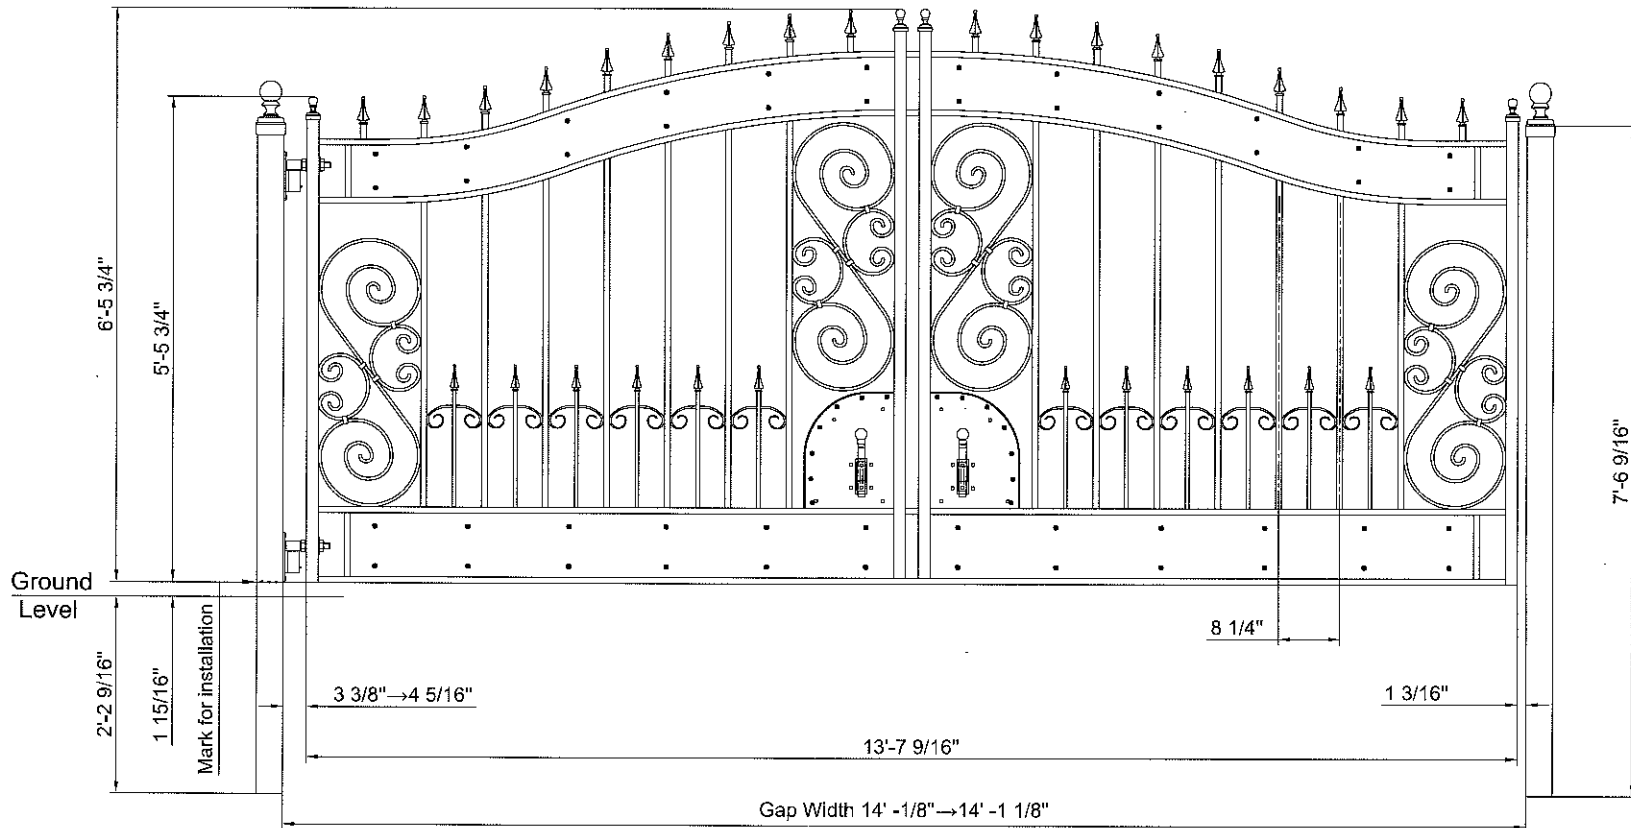 6'-5 3/4"
5'-5 3/4"
7'-6 9/16"
Ground
Level
8 1/4"
2'-2 9/16"
1 15/16"
Mark for installation
3 3/8"→4 5/16"
1 3/16"
13'-7 9/16"
Gap Width 14' -1/8"→14' -1 1/8"